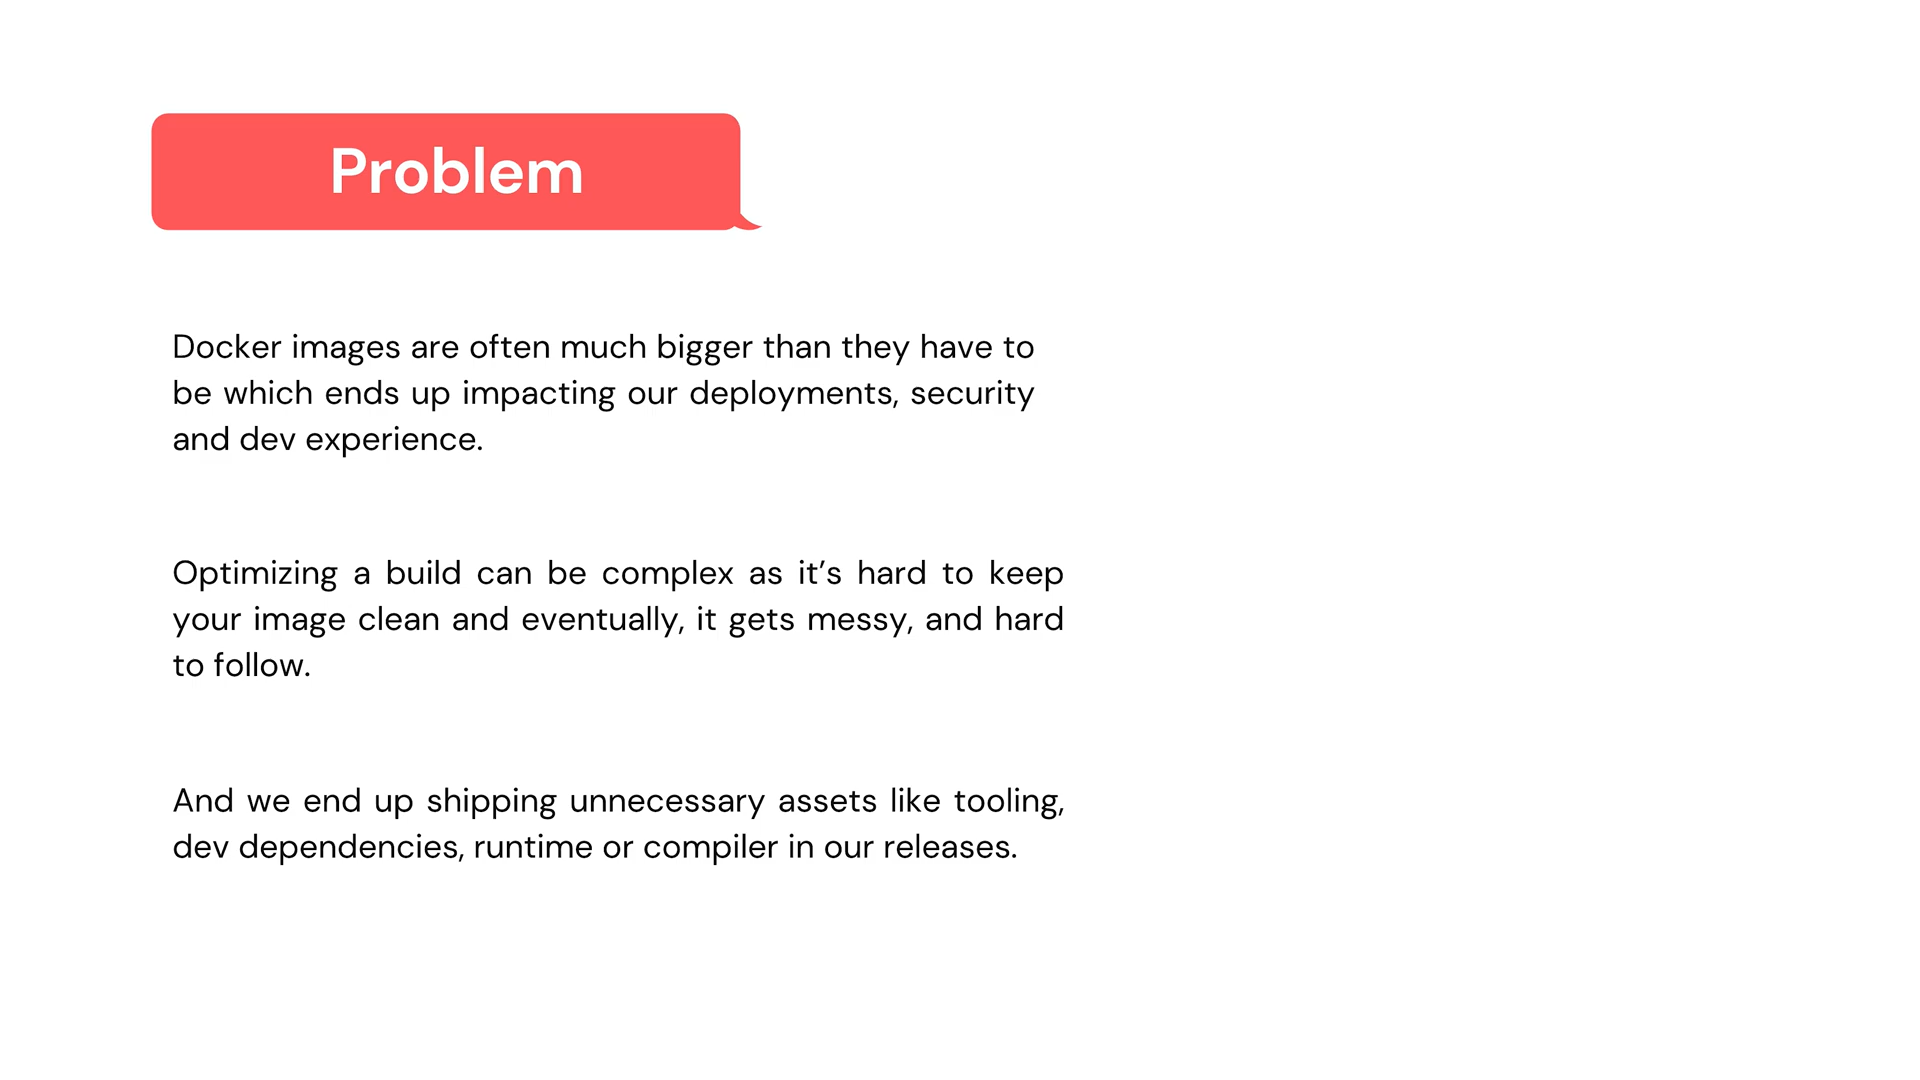 Problem
Docker images are often much bigger than they have to
be which ends up impacting our deployments, security
and dev experience.
Optimizing a build can be complex as it’s hard to keep
your image clean and eventually, it gets messy, and hard
to follow.
And we end up shipping unnecessary assets like tooling,
dev dependencies, runtime or compiler in our releases.